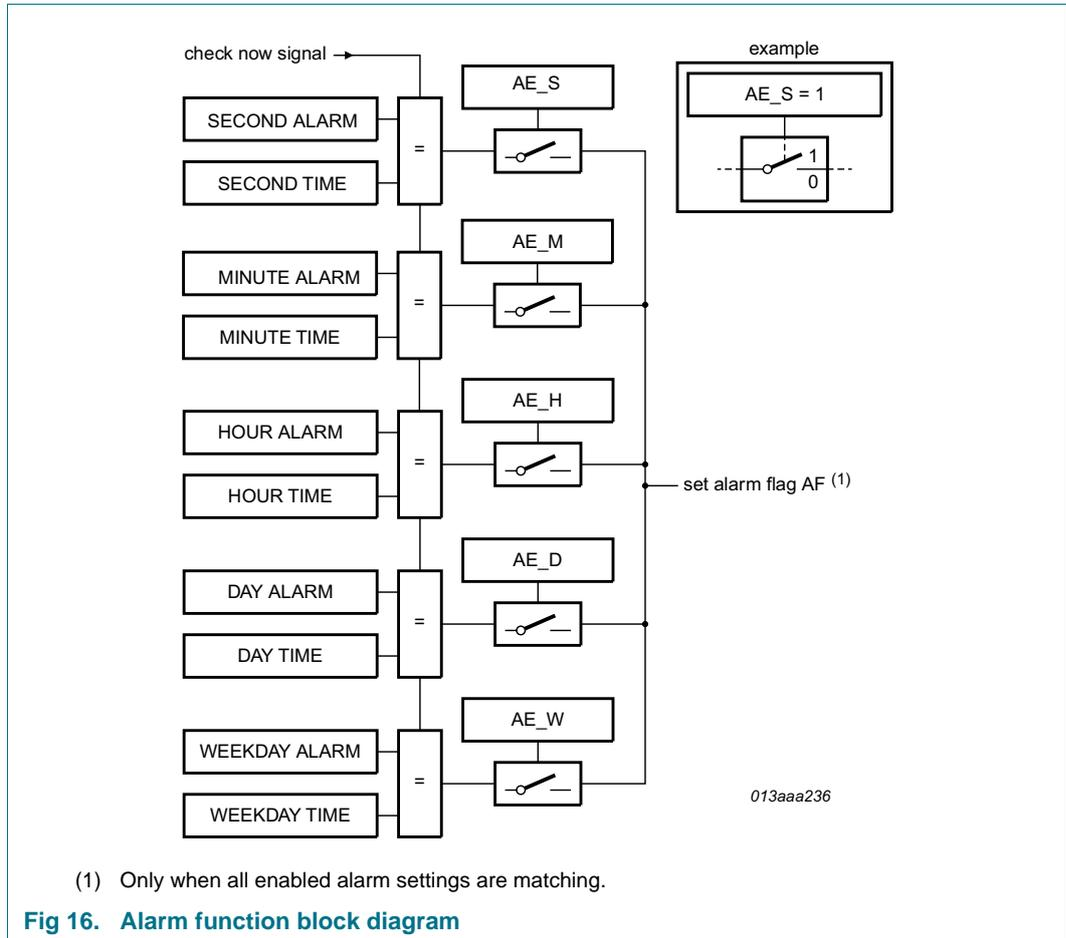 check now signal
example
AE_S
AE_S = 1
SECOND ALARM
=
1
SECOND TIME
0
AE_M
MINUTE ALARM
=
MINUTE TIME
AE_H
HOUR ALARM
=
set alarm flag AF (1)
HOUR TIME
AE_D
DAY ALARM
=
DAY TIME
AE_W
WEEKDAY ALARM
=
013aaa236
WEEKDAY TIME
(1) Only when all enabled alarm settings are matching.
Fig 16. Alarm function block diagram